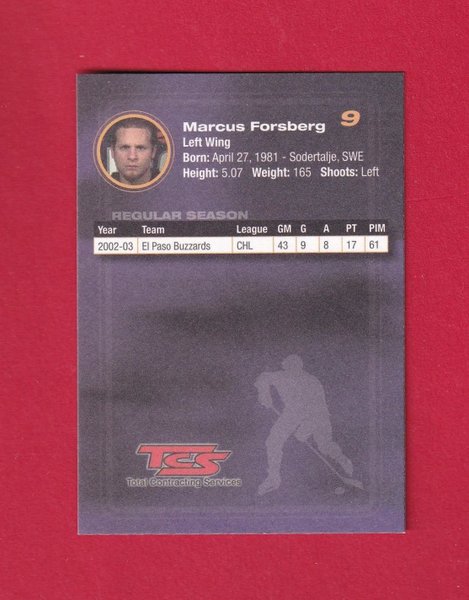 Marcus Forsberg 9
Left Wing
Born: April 27, 1981 - Sodertalje, SWE
Height: 5.07 Weight: 165 Shoots: Left
REGULAR SEASON
Year Team League GM G A PT PIM
2002-03 El Paso Buzzards CHL 43 9 8 17 61
TCS
Total Contracting Services